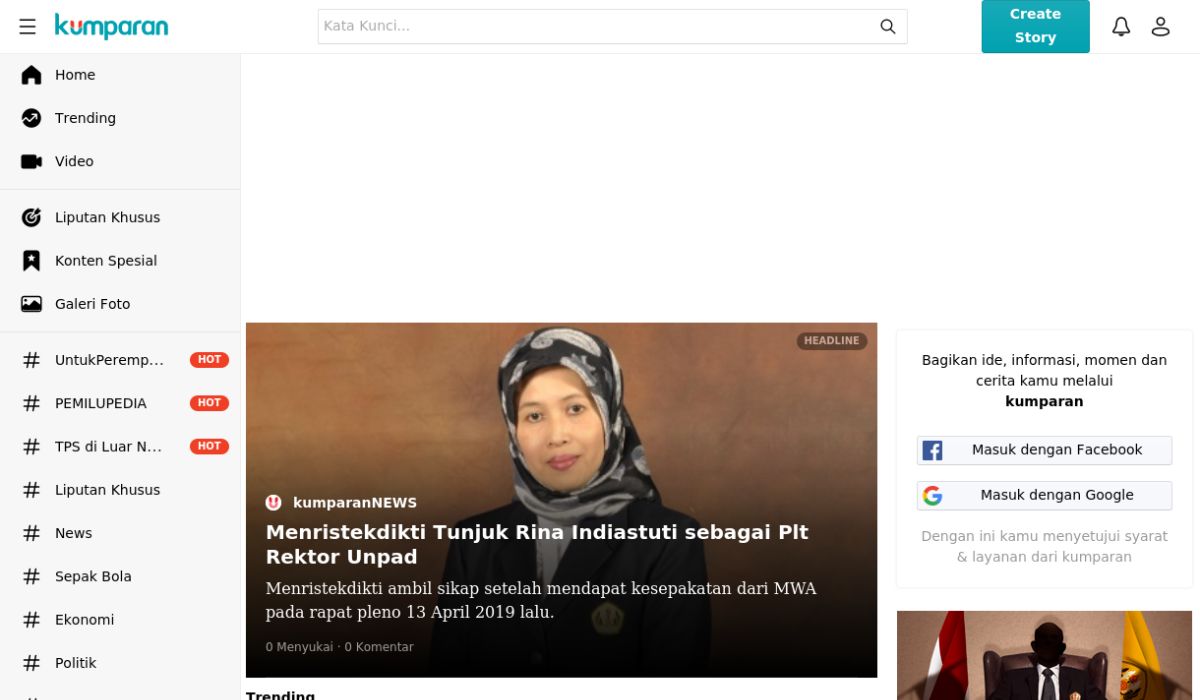 kumparan
Kata Kunci...
Create
Story
Home
Trending
Video
Liputan Khusus
Konten Spesial
Galeri Foto
UntukPeremp... HOT
PEMILUPEDIA HOT
TPS di Luar N... HOT
Liputan Khusus
News
Sepak Bola
Ekonomi
Politik
HEADLINE
kumparanNEWS
Menristekdikti Tunjuk Rina Indiastuti sebagai Plt
Rektor Unpad
Menristekdikti ambil sikap setelah mendapat kesepakatan dari MWA
pada rapat pleno 13 April 2019 lalu.
0 Menyukai · 0 Komentar
Trending
Bagikan ide, informasi, momen dan
cerita kamu melalui
kumparan
Masuk dengan Facebook
Masuk dengan Google
Dengan ini kamu menyetujui syarat
& layanan dari kumparan